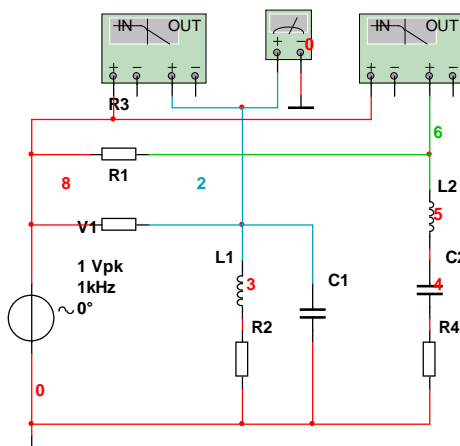 IN OUT
IN OUT
+ − + −
+ −
0
+ − + −
R3
6
R1
8
2
L2
5
V1
1 Vpk
1kHz
0°
L1
3
C1
C2
4
R2
R4
0